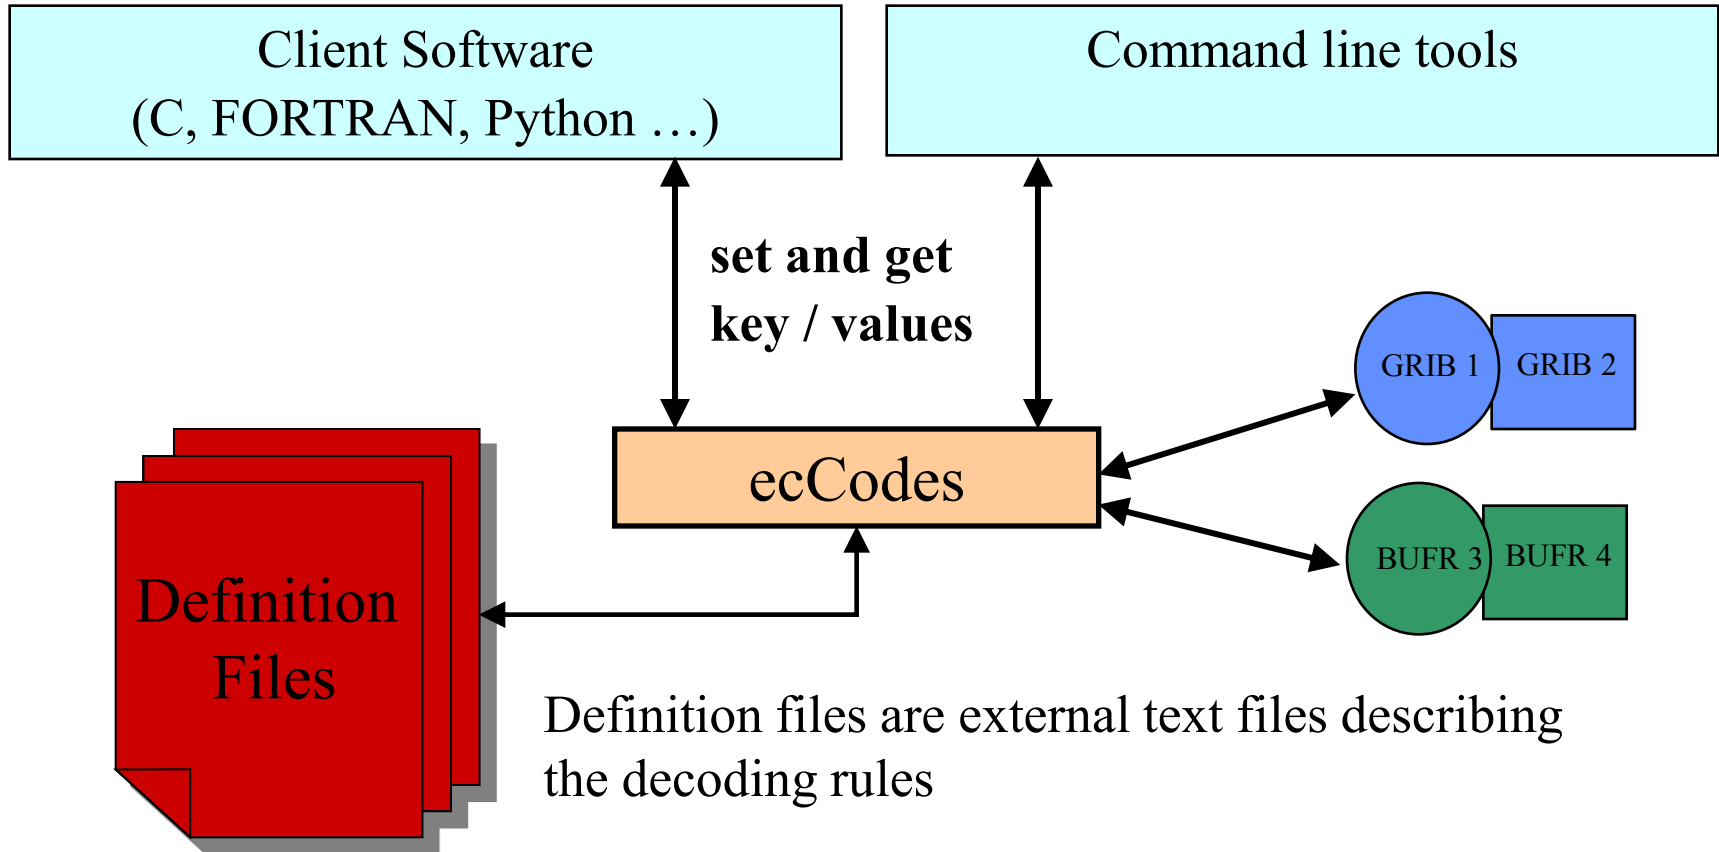 Client Software
(C, FORTRAN, Python …)
Command line tools
set and get
key / values
GRIB 1
GRIB 2
ecCodes
BUFR 3
BUFR 4
Definition
Files
Definition files are external text files describing
the decoding rules